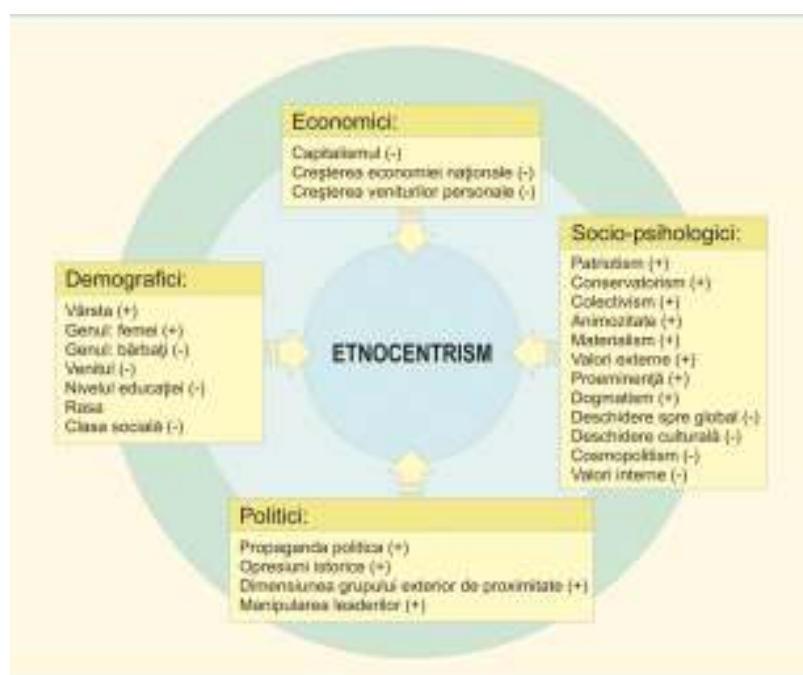 Economici:
Capitalismul (-)
Creşterea economiei naţionale (-)
Creşterea veniturilor personale (-)
Socio-psihologici:
Patriotism (+)
Conservatorism (+)
Colectivism (+)
Animozitate (+)
Materialism (+)
Valori externe (+)
Proeminenţă (+)
Dogmatism (+)
Deschidere spre global (-)
Deschidere culturală (-)
Cosmopolitism (-)
Valori interne (-)
Demografici:
Vârsta (+)
Genul: femei (+)
Genul: bărbaţi (-)
Venitul (-)
Nivelul educaţiei (-)
Rasa
Clasa socială (-)
ETNOCENTRISM
Politici:
Propaganda politica (+)
Opresiuni istorice (+)
Dimensiunea grupului exterior de proximitate (+)
Manipularea leaderilor (+)